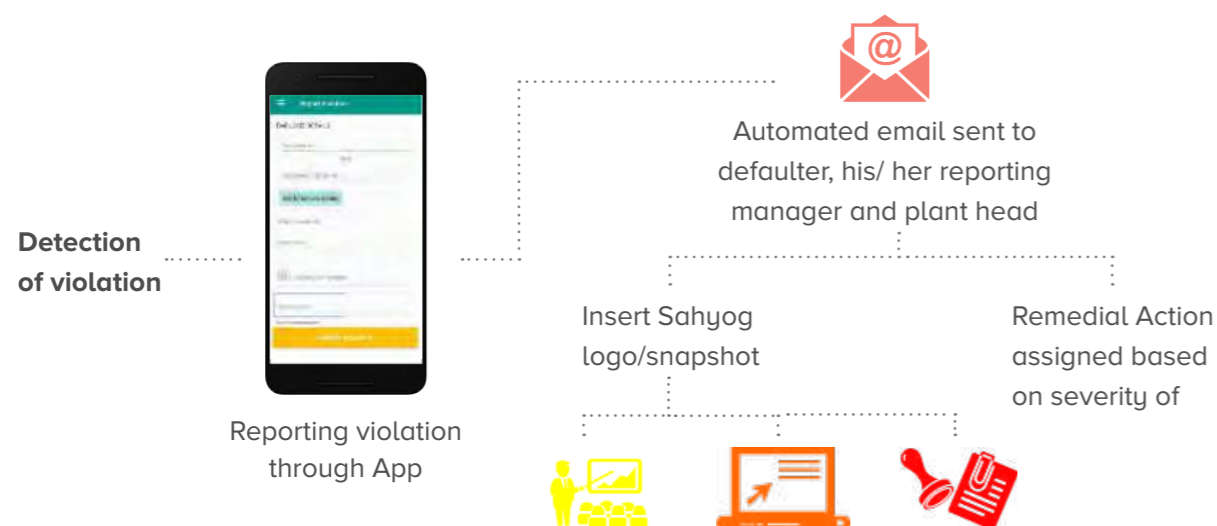 Detection
of violation
Reporting violation
through App
@
Automated email sent to
defaulter, his/ her reporting
manager and plant head
Insert Sahyog
logo/snapshot
Remedial Action
assigned based
on severity of